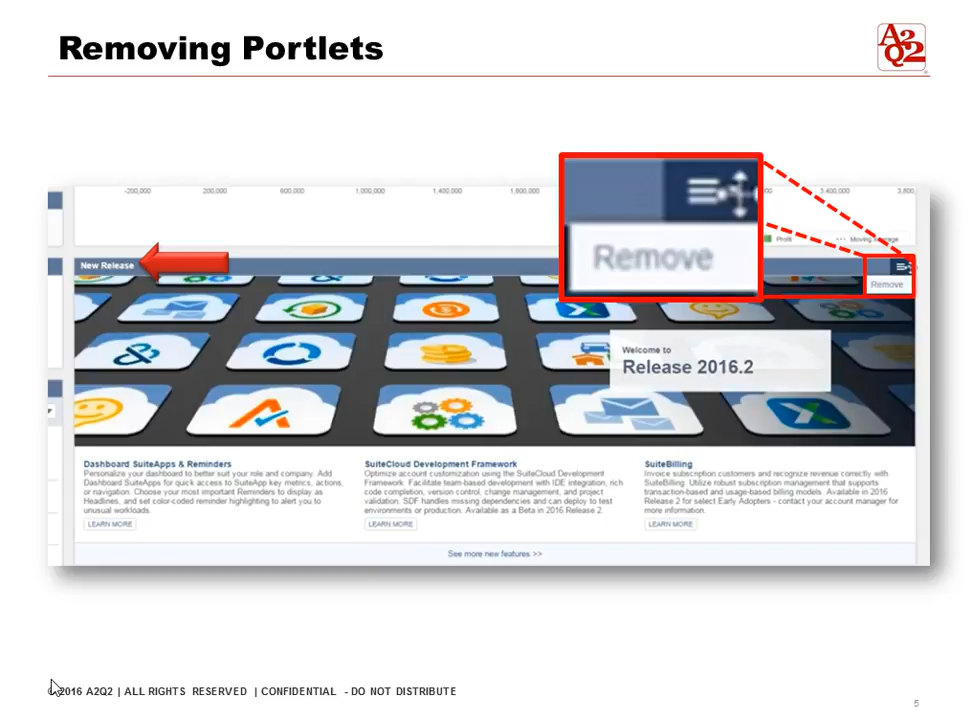 Removing Portlets
A2
Q2
-200,000 200,000 600,000 1,000,000 1,400,000 1,800,000 3,400,000
Profit Moving Average
New Release
Remove
Remove
Welcome to
Release 2016.2
Dashboard SuiteApps & Reminders
Personalize your dashboard to better suit your role and company. Add
Dashboard SuiteApps for quick access to SuiteApp key metrics, actions,
or navigation. Choose your most important Reminders to display as
Headlines, and set color-coded reminder highlighting to alert you to
unusual workloads.
LEARN MORE
SuiteCloud Development Framework
Optimize account customization using the SuiteCloud Development
Framework. Facilitate team-based development with IDE integration, rich
code completion, version control, change management, and project
validation. SDF handles missing dependencies and can deploy to test
environments or production. Available as a Beta in 2016 Release 2.
LEARN MORE
SuiteBilling
Invoice subscription customers and recognize revenue correctly with
SuiteBilling. Utilize robust subscription management that supports
transaction-based and usage-based billing models. Available in 2016
Release 2 for select Early Adopters - contact your account manager for
more information.
LEARN MORE
See more new features >>
© 2016 A2Q2 | ALL RIGHTS RESERVED | CONFIDENTIAL - DO NOT DISTRIBUTE
5